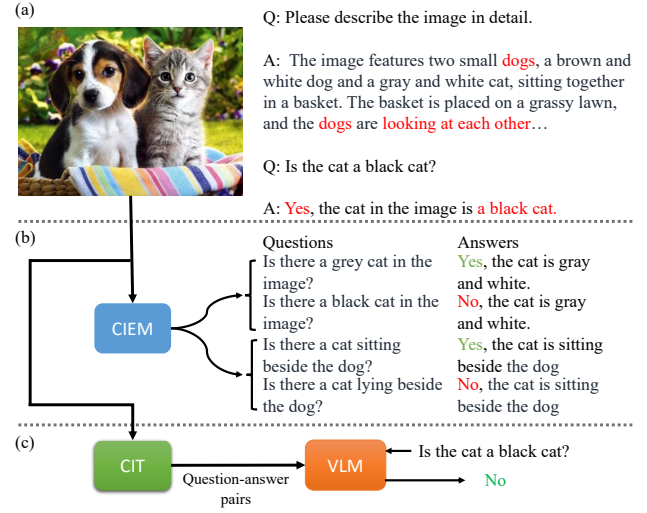 (a)
Q: Please describe the image in detail.
A: The image features two small dogs, a brown and
white dog and a gray and white cat, sitting together
in a basket. The basket is placed on a grassy lawn,
and the dogs are looking at each other…
Q: Is the cat a black cat?
A: Yes, the cat in the image is a black cat.
(b)
Questions
Answers
Is there a grey cat in the
image?
Yes, the cat is gray
and white.
Is there a black cat in the
image?
No, the cat is gray
and white.
CIEM
Is there a cat sitting
beside the dog?
Yes, the cat is sitting
beside the dog
Is there a cat lying beside
the dog?
No, the cat is sitting
beside the dog
(c)
CIT
Question-answer
pairs
VLM
Is the cat a black cat?
No